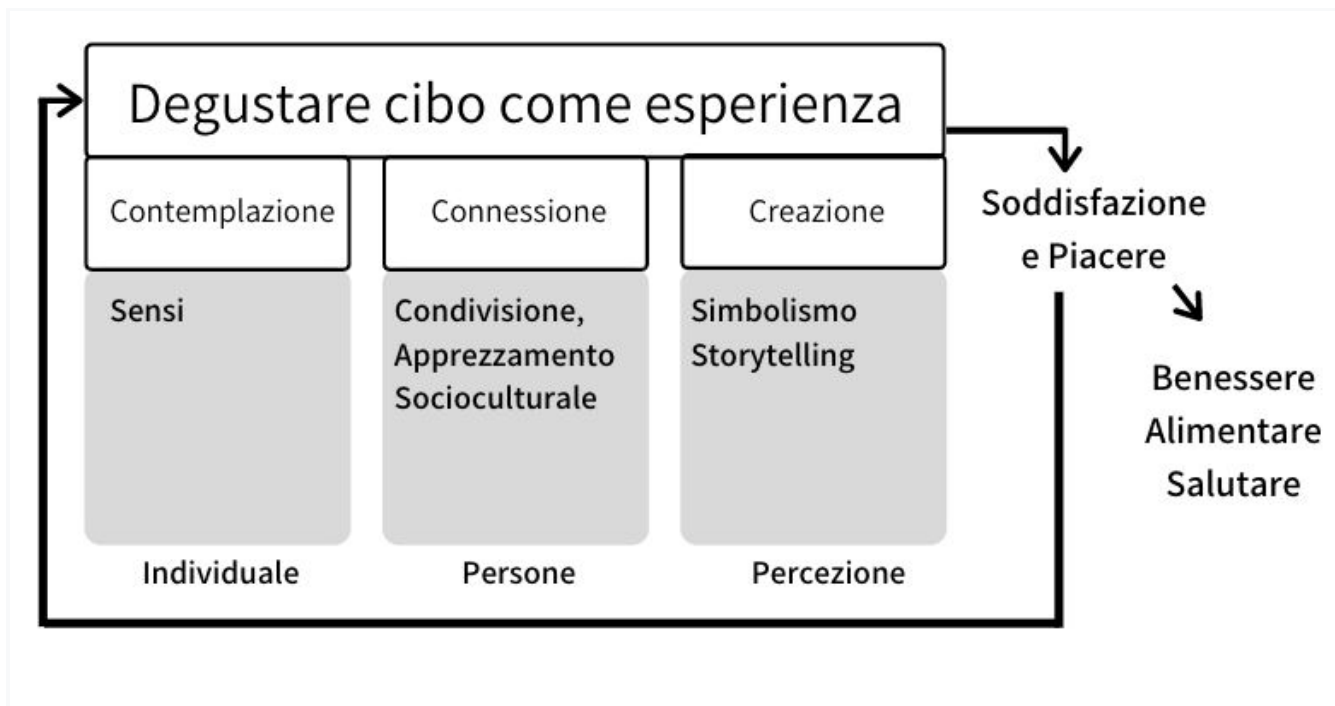 Degustare cibo come esperienza
Contemplazione
Connessione
Creazione
Sensi
Condivisione,
Apprezzamento
Socioculturale
Simbolismo
Storytelling
Individuale
Persone
Percezione
Soddisfazione
e Piacere
Benessere
Alimentare
Salutare